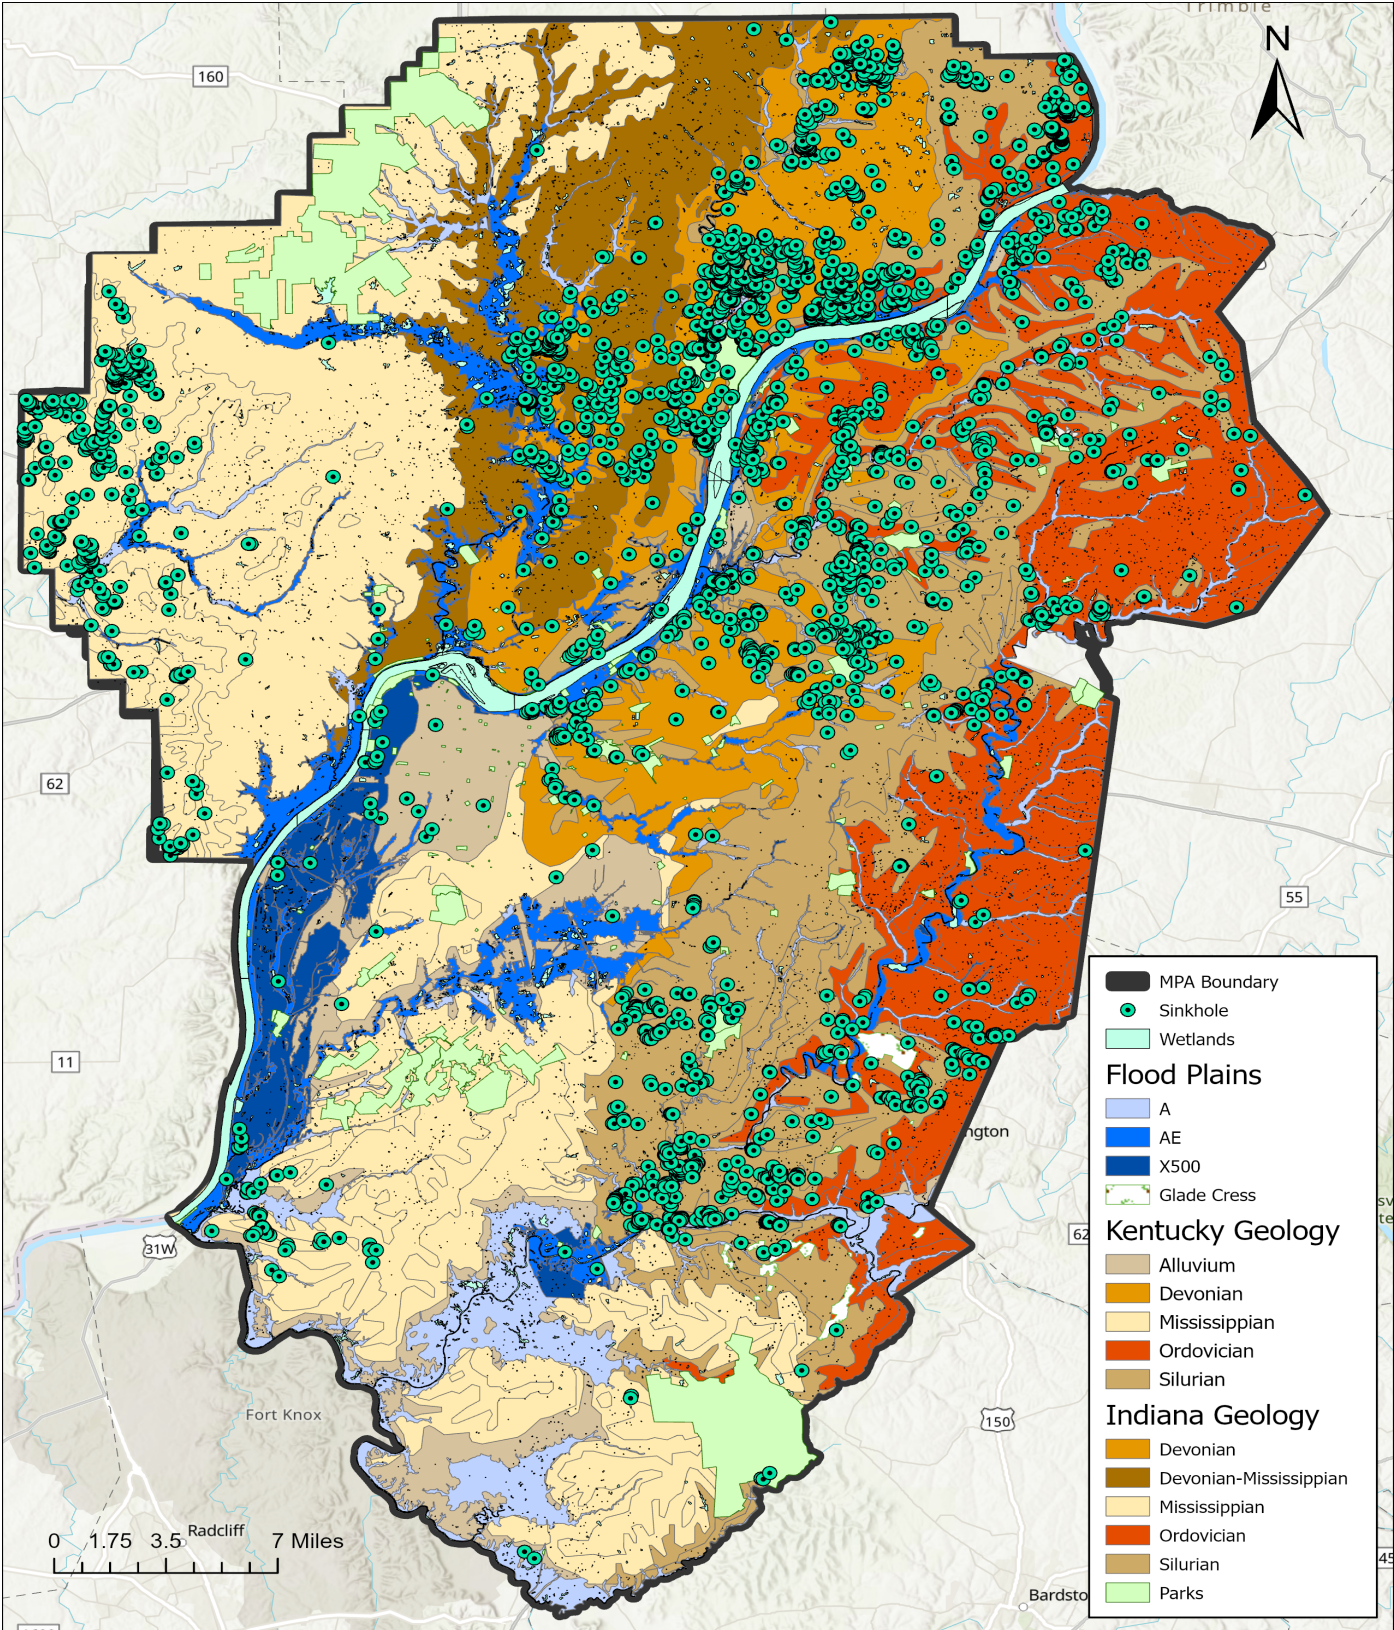 Trimble
N
160
62
55
11
ngton
62
31W
Fort Knox
150
Radcliff
0 1.75 3.5 7 Miles
Bardsto
45
MPA Boundary
Sinkhole
Wetlands
Flood Plains
A
AE
X500
Glade Cress
Kentucky Geology
Alluvium
Devonian
Mississippian
Ordovician
Silurian
Indiana Geology
Devonian
Devonian-Mississippian
Mississippian
Ordovician
Silurian
Parks